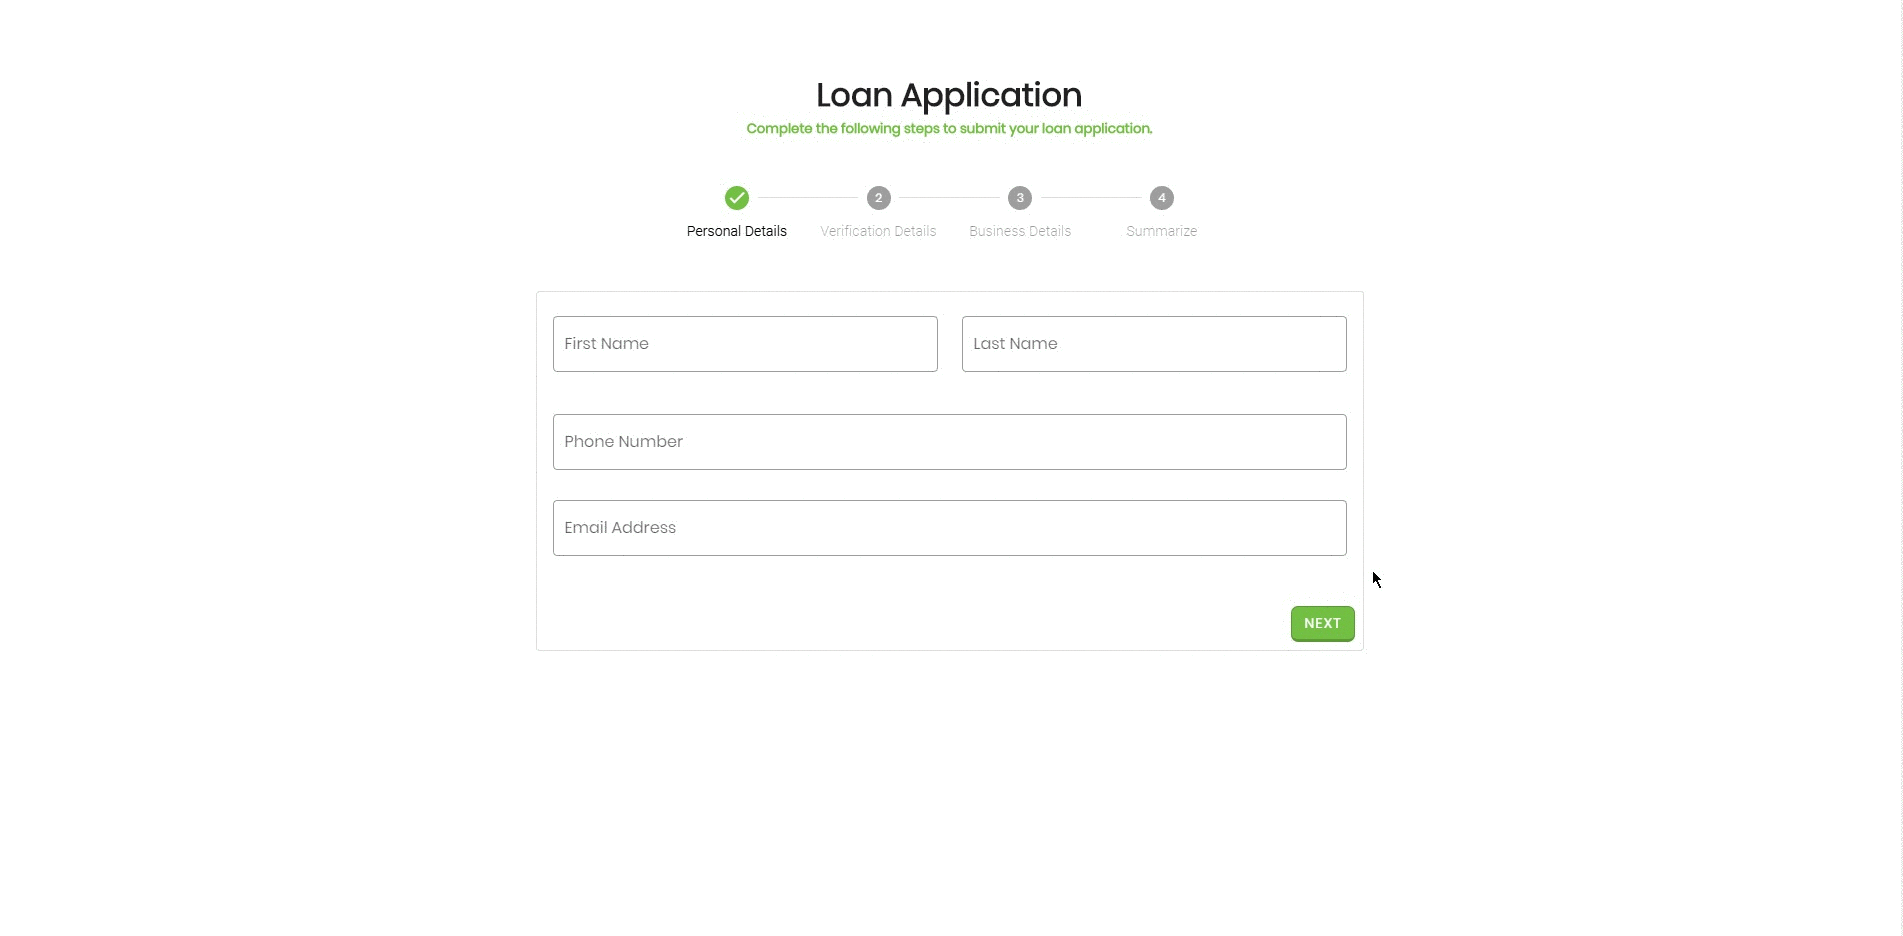 Loan Application
Complete the following steps to submit your loan application.
2 3 4
Personal Details Verification Details Business Details Summarize
First Name Last Name
Phone Number
Email Address
NEXT